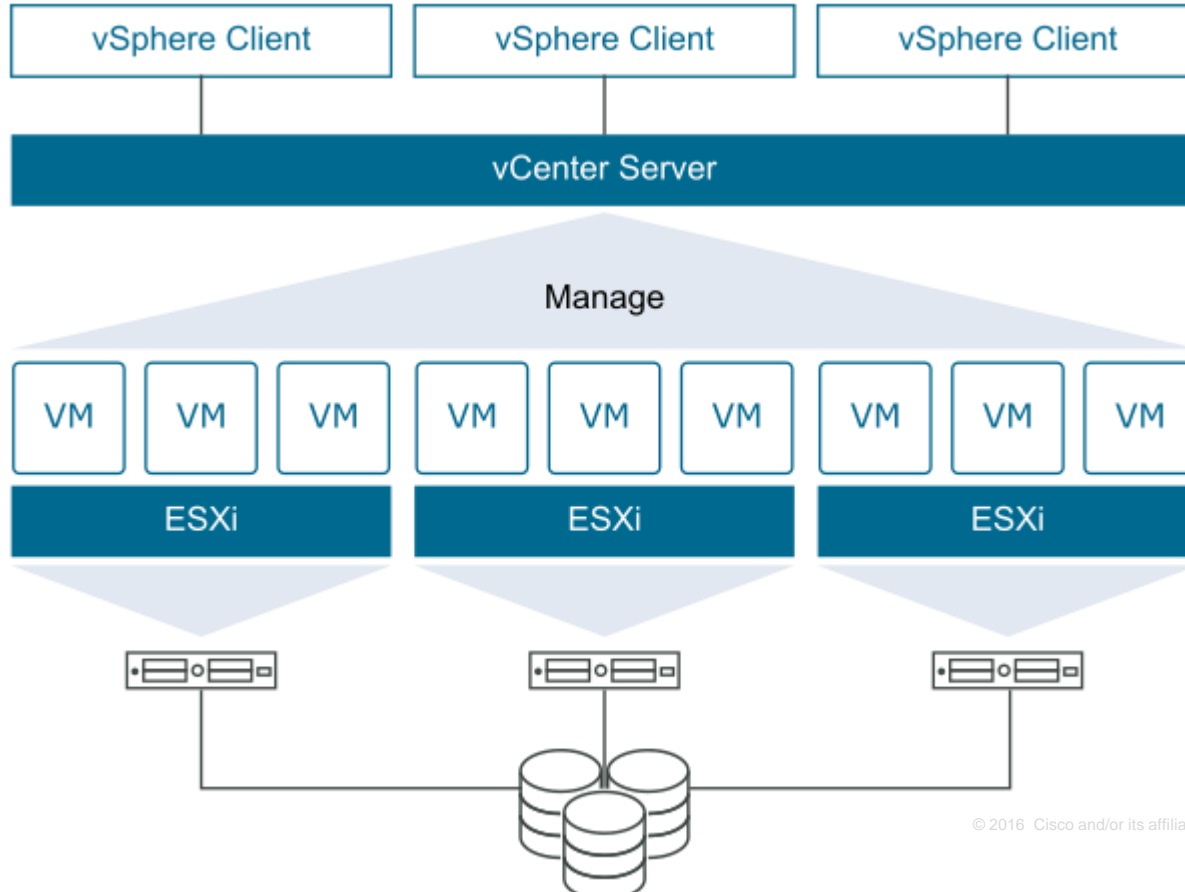 vSphere Client vSphere Client vSphere Client
vCenter Server
Manage
VM VM VM VM VM VM VM VM VM
ESXi ESXi ESXi
© 2016 Cisco and/or its affilia